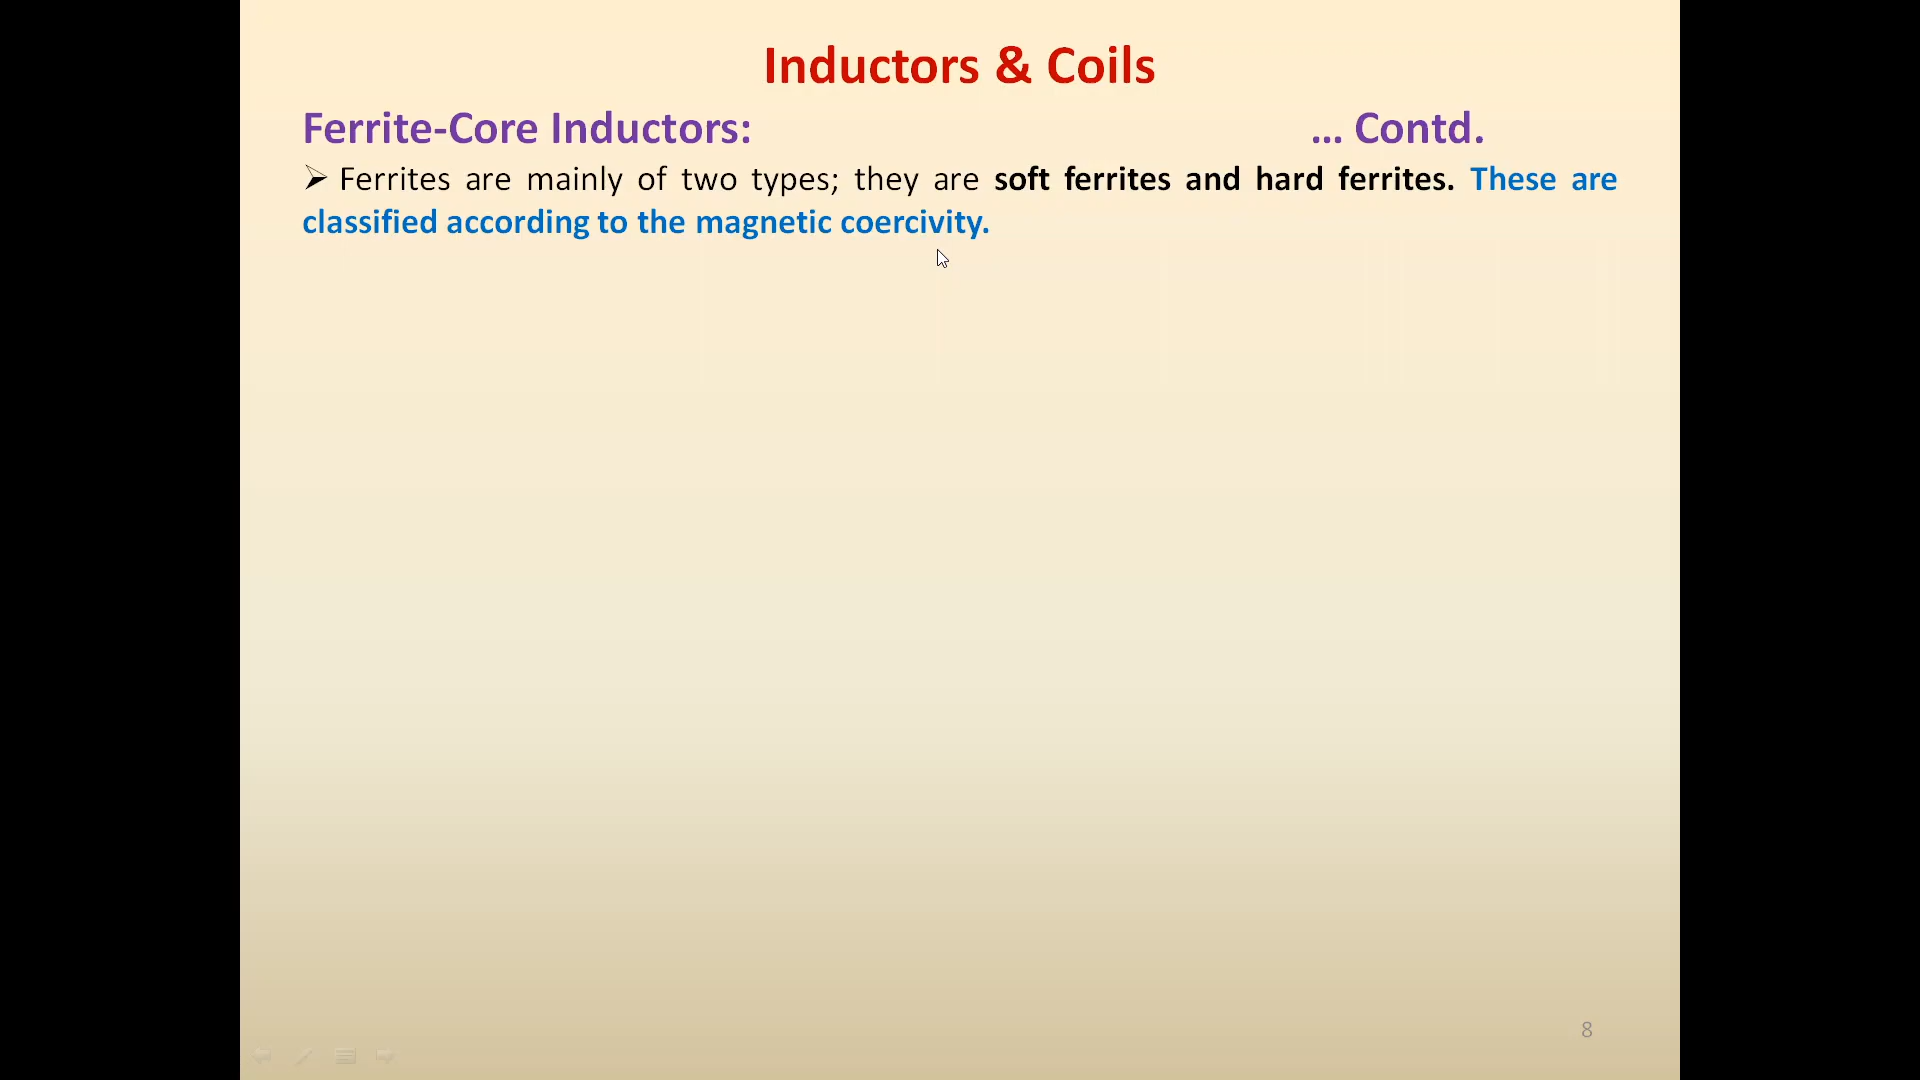 Inductors & Coils
Ferrite-Core Inductors: ... Contd.
➢ Ferrites are mainly of two types; they are soft ferrites and hard ferrites. These are
classified according to the magnetic coercivity.
8